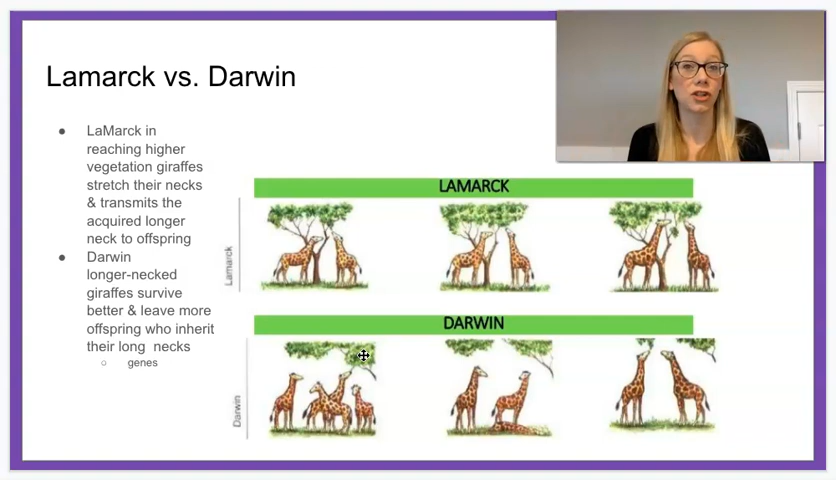 Lamarck vs. Darwin
● LaMarck in
reaching higher
vegetation giraffes
stretch their necks
& transmits the
acquired longer
neck to offspring
● Darwin
longer-necked
giraffes survive
better & leave more
offspring who inherit
their long necks
○ genes
LAMARCK
Lamarck
DARWIN
Darwin